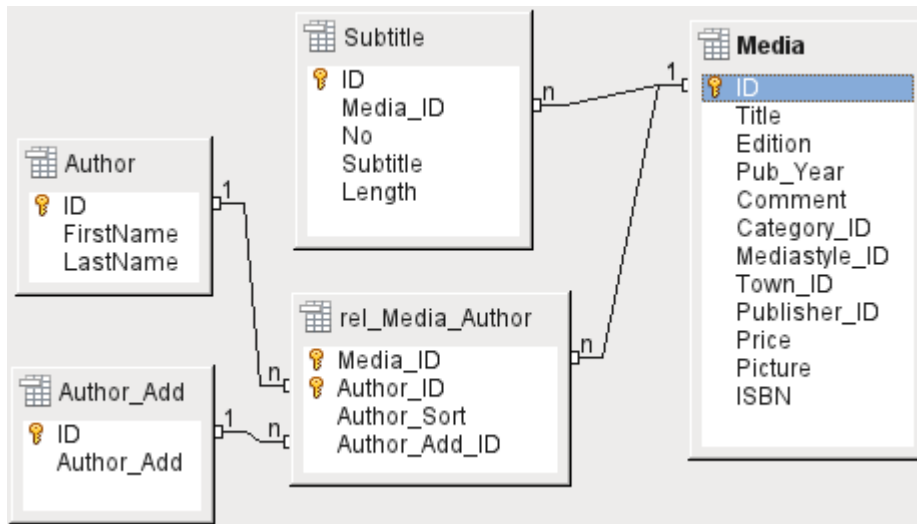 Subtitle
ID
Media_ID
No
Subtitle
Length
n
1
Media
ID
Title
Edition
Pub_Year
Comment
Category_ID
Mediastyle_ID
Town_ID
Publisher_ID
Price
Picture
ISBN
Author
ID
FirstName
LastName
1
n
rel_Media_Author
Media_ID
Author_ID
Author_Sort
Author_Add_ID
n
Author_Add
ID
Author_Add
1
n